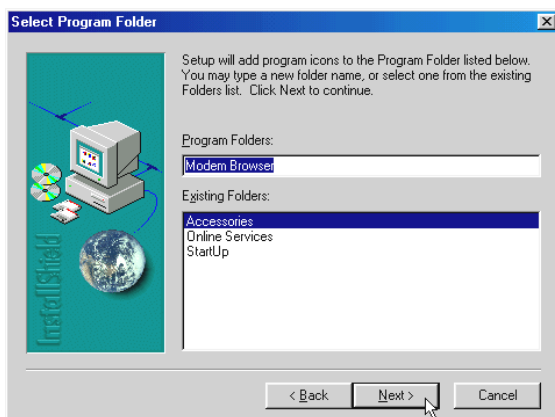 Select Program Folder
Setup will add program icons to the Program Folder listed below.
You may type a new folder name, or select one from the existing
Folders list. Click Next to continue.
Program Folders:
Modem Browser
Existing Folders:
Accessories
Online Services
StartUp
InstallShield
< Back
Next >
Cancel